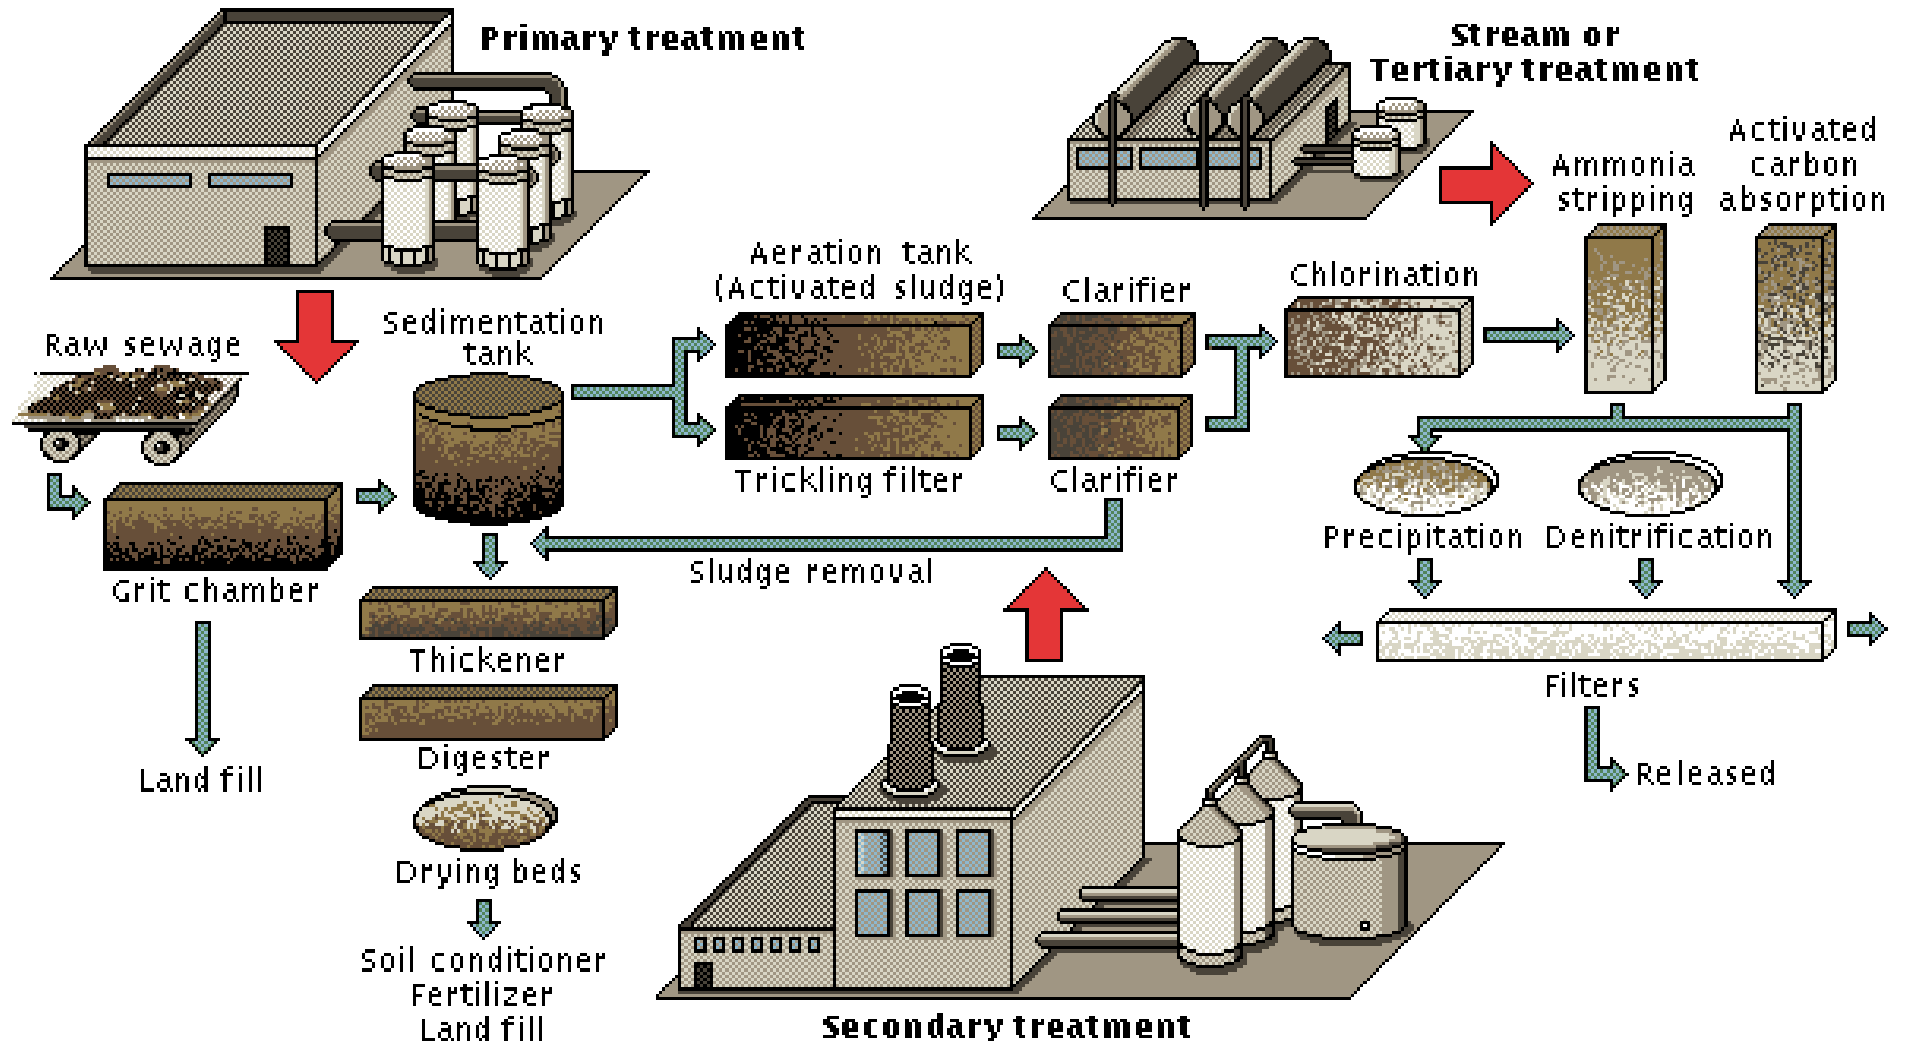 Primary treatment
Stream or
Tertiary treatment
Ammonia
stripping
Activated
carbon
absorption
Raw sewage
Sedimentation
tank
Aeration tank
(Activated sludge)
Clarifier
Chlorination
Trickling filter
Clarifier
Grit chamber
Sludge removal
Precipitation
Denitrification
Thickener
Filters
Digester
Land fill
Released
Drying beds
Soil conditioner
Fertilizer
Land fill
Secondary treatment